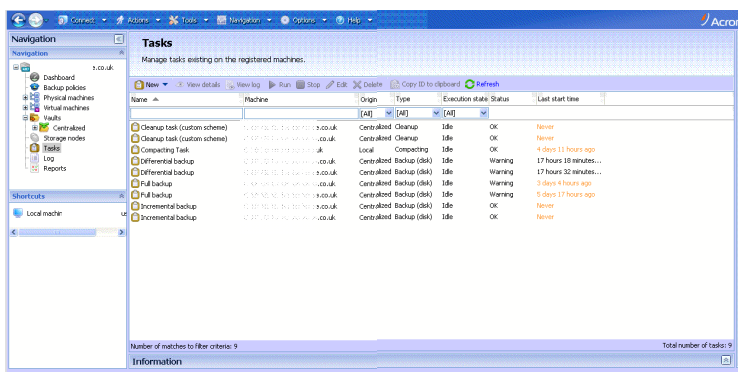 Connect Actions Tools Navigation Options Help Acron
Navigation
Navigation
s.co.uk
Dashboard
Backup policies
Physical machines
Virtual machines
Vaults
Centralized
Storage nodes
Tasks
Log
Reports
Shortcuts
Local machin us
Tasks
Manage tasks existing on the registered machines.
New View details View log Run Stop Edit Delete Copy ID to clipboard Refresh
Name Machine Origin Type Execution state Status Last start time
[All] [All] [All]
Cleanup task (custom scheme) s.co.uk Centralized Cleanup Idle OK Never
Cleanup task (custom scheme) s.co.uk Centralized Cleanup Idle OK Never
Compacting Task .uk Local Compacting Idle OK 4 days 11 hours ago
Differential backup s.co.uk Centralized Backup (disk) Idle Warning 17 hours 18 minutes...
Differential backup s.co.uk Centralized Backup (disk) Idle Warning 17 hours 32 minutes...
Full backup s.co.uk Centralized Backup (disk) Idle Warning 3 days 4 hours ago
Full backup s.co.uk Centralized Backup (disk) Idle Warning 5 days 17 hours ago
Incremental backup .co.uk Centralized Backup (disk) Idle OK Never
Incremental backup .co.uk Centralized Backup (disk) Idle OK Never
Number of matches to filter criteria: 9 Total number of tasks: 9
Information